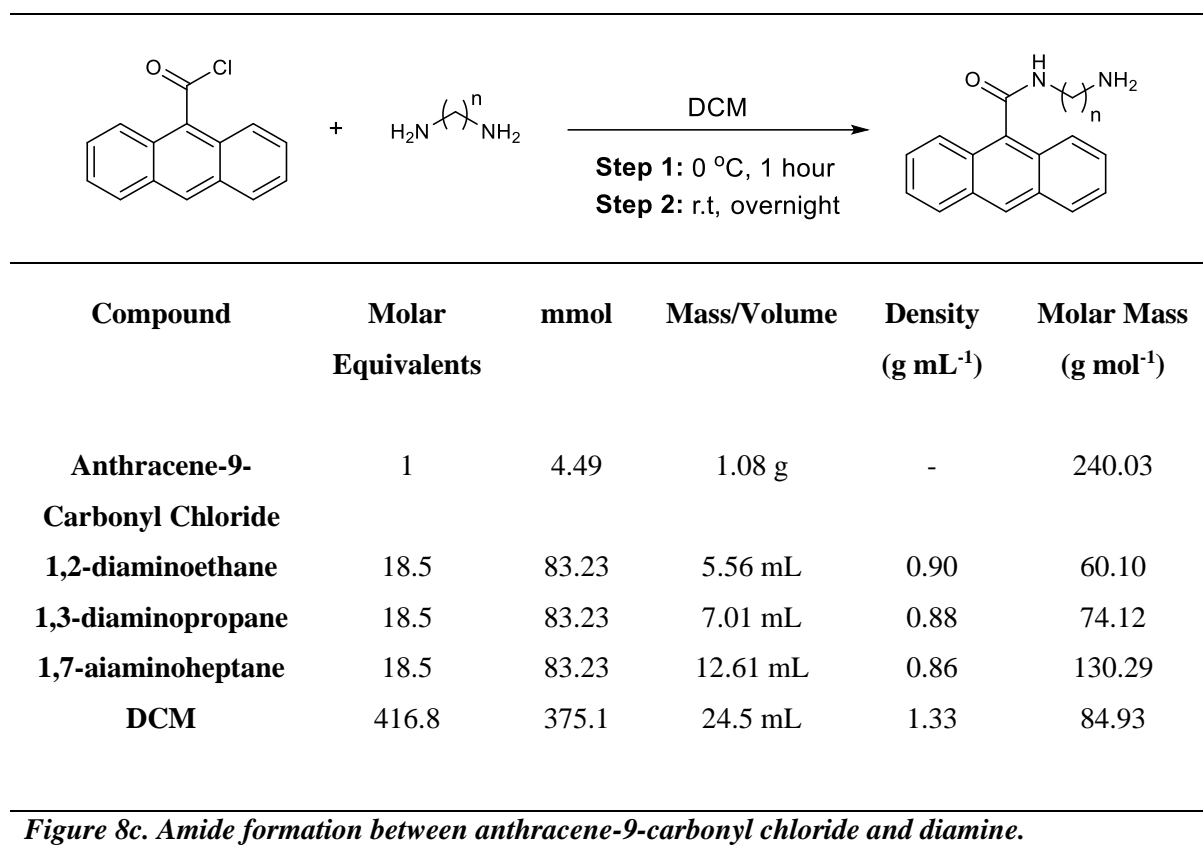 O Cl
+
H2N ( )n NH2
DCM
Step 1: 0 oC, 1 hour
Step 2: r.t, overnight
O H N ( )n NH2
Compound Molar Equivalents mmol Mass/Volume Density (g mL-1) Molar Mass (g mol-1)
Anthracene-9-Carbonyl Chloride 1 4.49 1.08 g - 240.03
1,2-diaminoethane 18.5 83.23 5.56 mL 0.90 60.10
1,3-diaminopropane 18.5 83.23 7.01 mL 0.88 74.12
1,7-aiaminoheptane 18.5 83.23 12.61 mL 0.86 130.29
DCM 416.8 375.1 24.5 mL 1.33 84.93
Figure 8c. Amide formation between anthracene-9-carbonyl chloride and diamine.